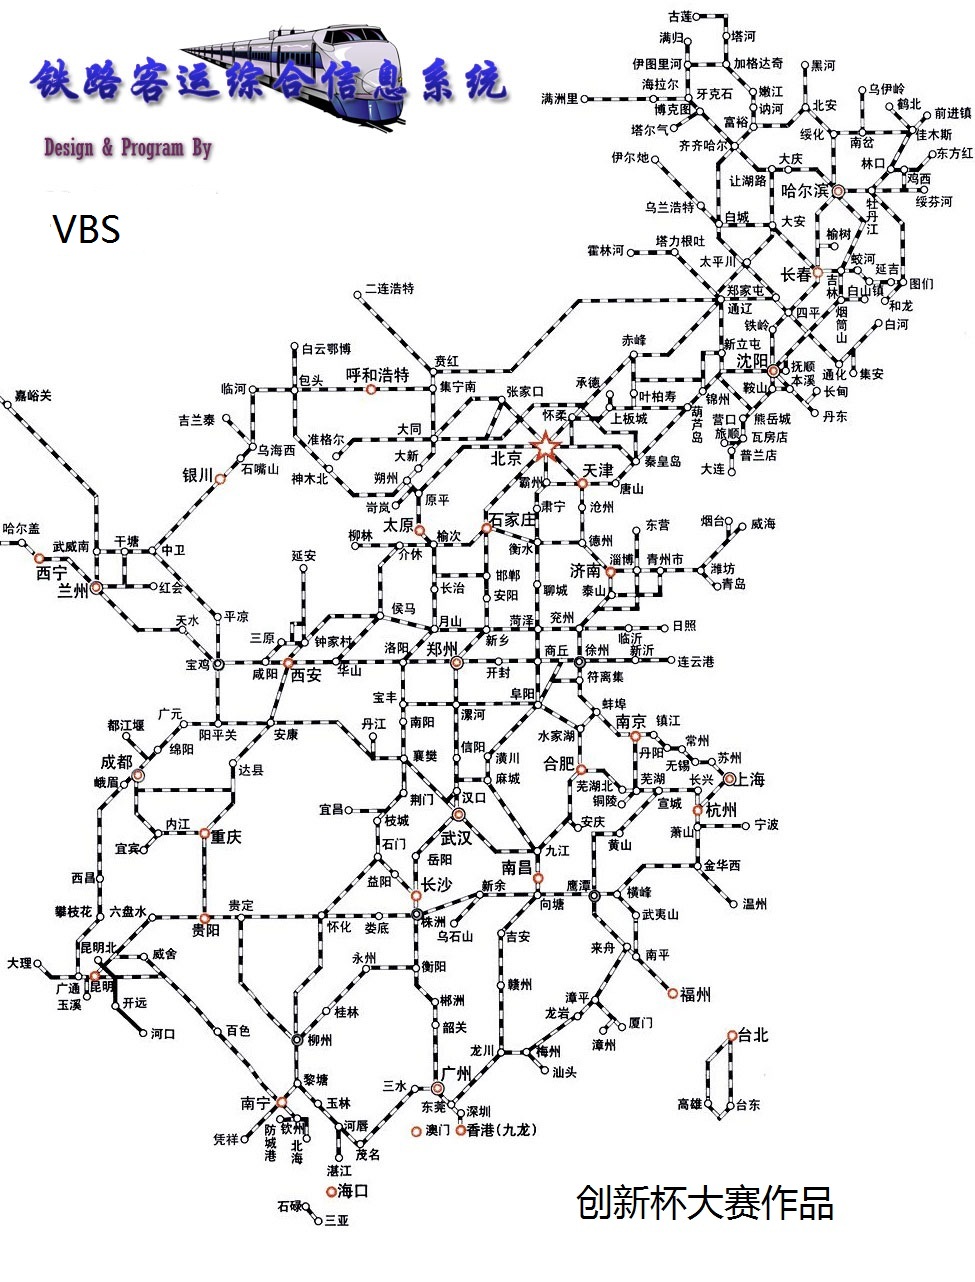 铁路客运综合信息系统
Design & Program By
VBS
古莲
满归
塔河
伊图里河
加格达奇
黑河
海拉尔
牙克石
嫩江
满洲里
博克图
讷河
北安
乌伊岭
鹤北
前进镇
塔尔气
富裕
绥化
南岔
佳木斯
齐齐哈尔
伊尔施
大庆
林口
东方红
让湖路
哈尔滨
鸡西
绥芬河
乌兰浩特
白城
大安
牡丹江
榆树
霍林河
塔力根吐
太平川
长春
吉林
蛟河
延吉
图们
白山镇
和龙
二连浩特
郑家屯
通辽
四平
烟筒山
白河
铁岭
赤峰
新立屯
沈阳
抚顺
本溪
通化
集安
白云鄂博
贲红
嘉峪关
临河
包头
呼和浩特
集宁南
张家口
承德
叶柏寿
锦州
鞍山
长甸
丹东
吉兰泰
怀柔
上板城
葫芦岛
营口
熊岳城
大同
准格尔
乌海西
旅顺
瓦房店
普兰店
大连
石嘴山
大新
北京
秦皇岛
银川
神木北
朔州
天津
霸州
唐山
岢岚
原平
肃宁
沧州
哈尔盖
太原
石家庄
东营
烟台
威海
武威南
干塘
中卫
柳林
榆次
介休
衡水
德州
淄博
青州市
西宁
延安
邯郸
济南
潍坊
兰州
红会
长治
安阳
聊城
泰山
青岛
天水
平凉
侯马
月山
菏泽
兖州
日照
三原
钟家村
新乡
临沂
宝鸡
咸阳
西安
华山
洛阳
郑州
开封
商丘
徐州
新沂
连云港
符离集
宝丰
阜阳
蚌埠
广元
南阳
漯河
都江堰
阳平关
安康
丹江
水家湖
南京
镇江
绵阳
信阳
丹阳
常州
成都
襄樊
潢川
无锡
苏州
达县
合肥
峨眉
麻城
芜湖北
芜湖
长兴
上海
荆门
汉口
铜陵
宣城
杭州
宜昌
枝城
武汉
安庆
内江
重庆
黄山
萧山
宁波
宜宾
石门
岳阳
九江
西昌
益阳
长沙
南昌
金华西
新余
鹰潭
横峰
攀枝花
六盘水
贵定
向塘
温州
贵阳
怀化
娄底
株洲
乌石山
武夷山
昆明北
威舍
吉安
来舟
南平
大理
永州
衡阳
广通
昆明
赣州
福州
玉溪
开远
郴洲
漳平
龙岩
桂林
河口
百色
韶关
厦门
漳州
台北
柳州
龙川
梅州
黎塘
广州
汕头
三水
南宁
玉林
东莞
深圳
高雄
台东
凭祥
防城港
钦州
北海
河唇
澳门
香港(九龙)
茂名
湛江
海口
石碌
三亚
创新杯大赛作品